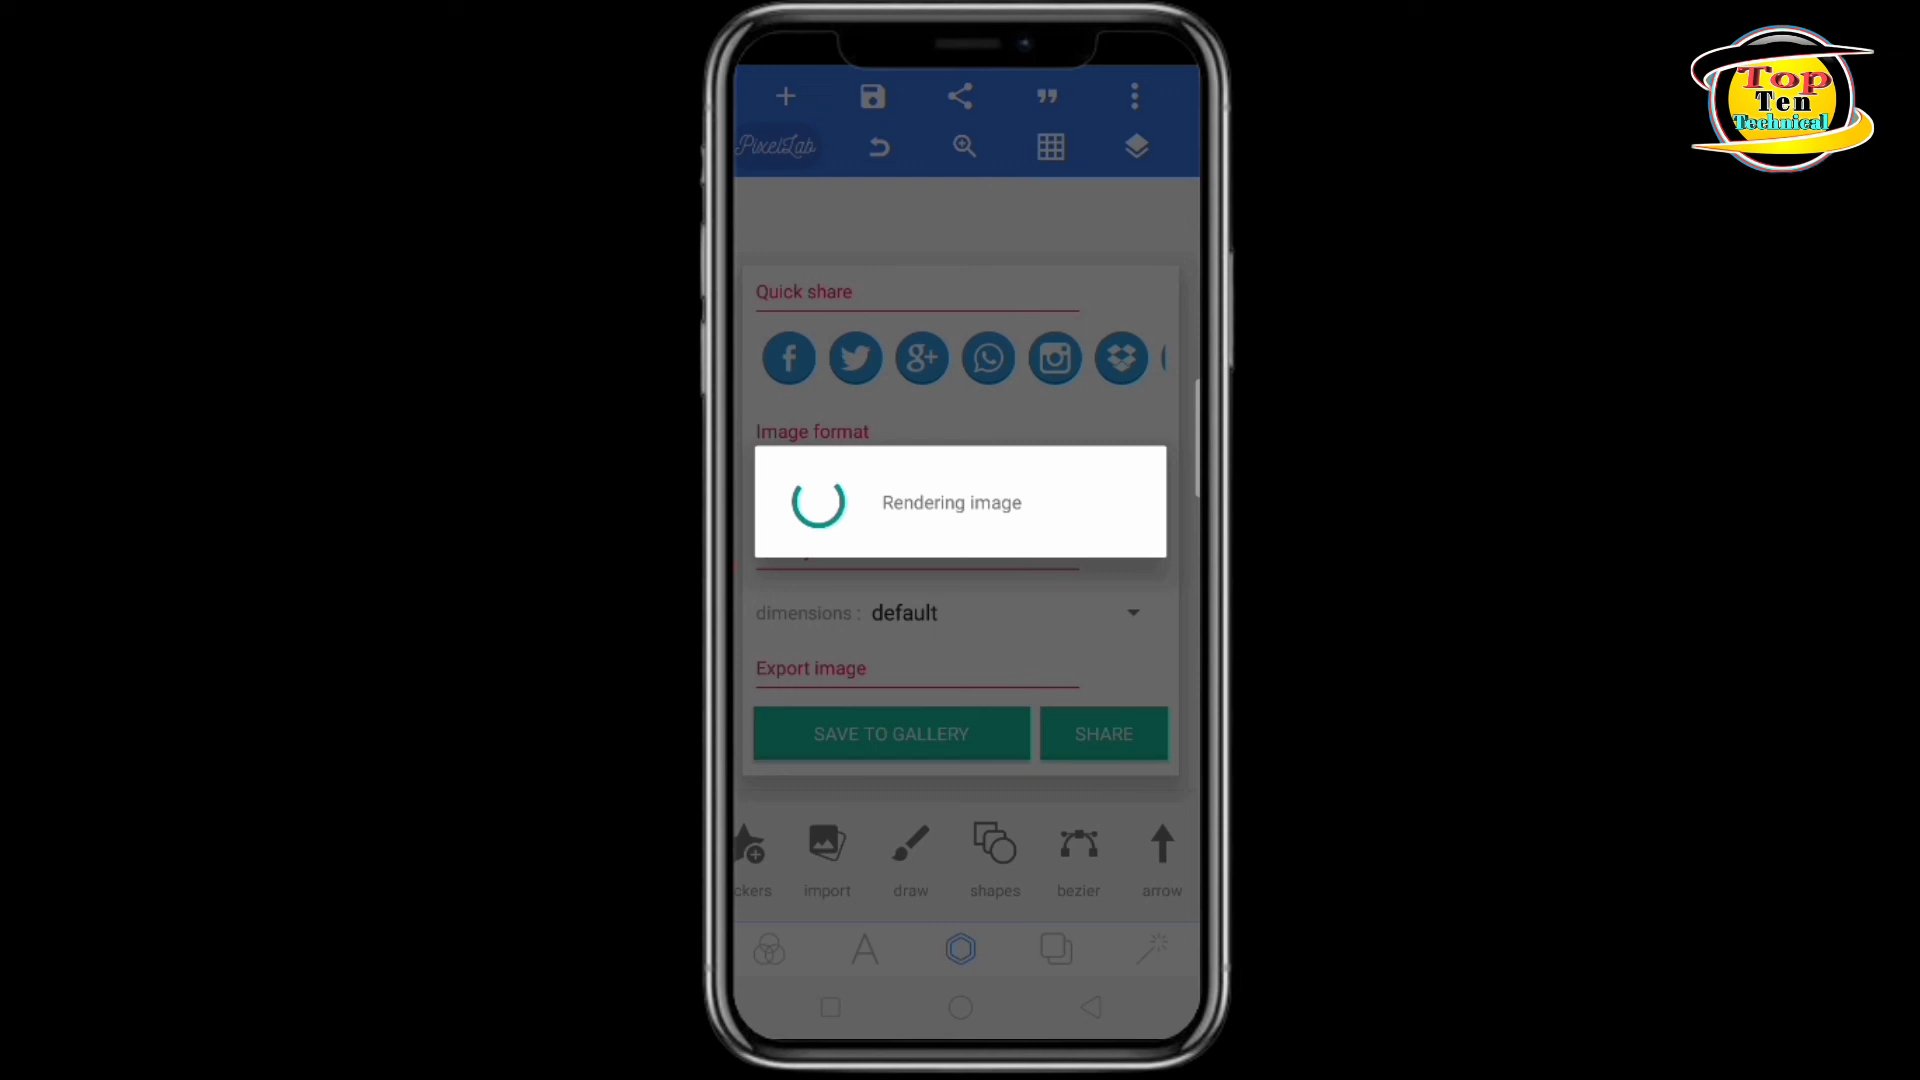 PixelLab
Quick share
Image format
Rendering image
dimensions : default
Export image
SAVE TO GALLERY SHARE
ckers import draw shapes bezier arrow
Top
Ten
Technical